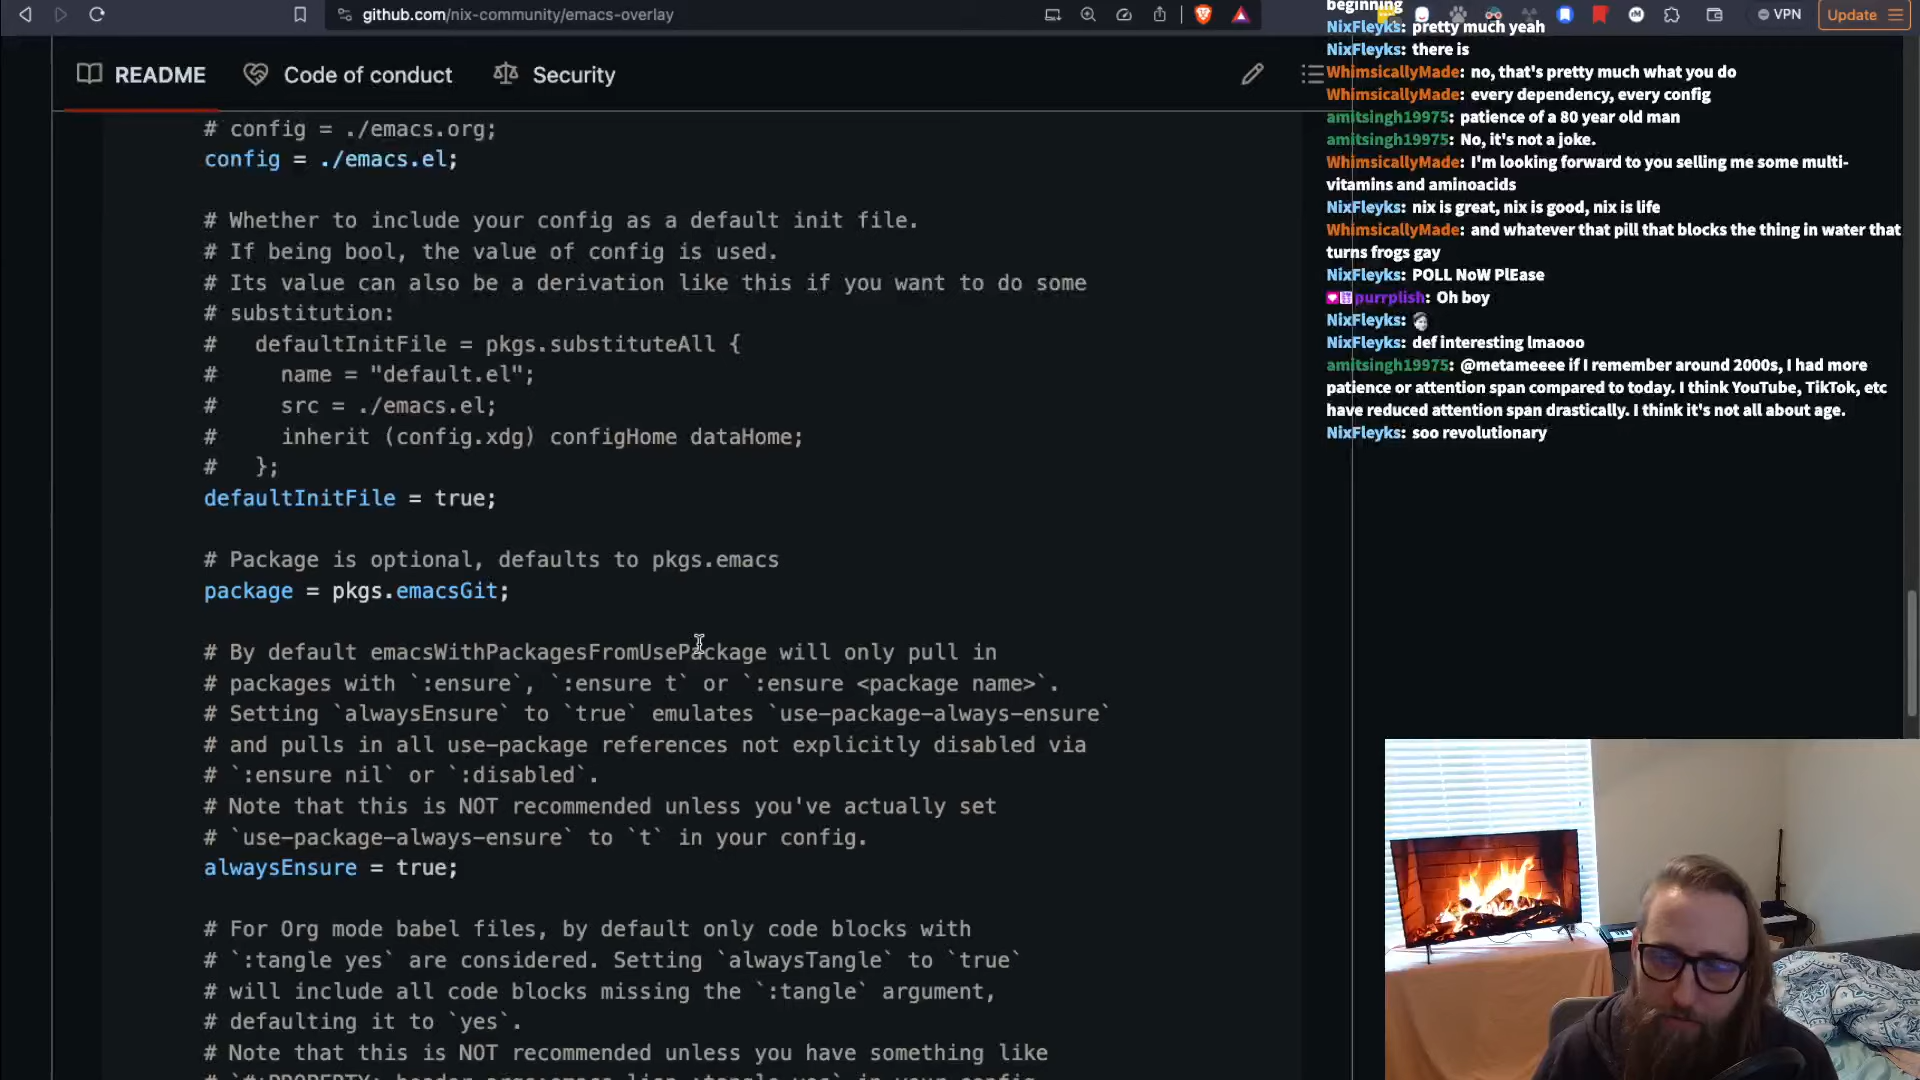 github.com/nix-community/emacs-overlay
VPN
Update
README
Code of conduct
Security
# config = ./emacs.org;
config = ./emacs.el;
# Whether to include your config as a default init file.
# If being bool, the value of config is used.
# Its value can also be a derivation like this if you want to do some
# substitution:
#   defaultInitFile = pkgs.substituteAll {
#     name = "default.el";
#     src = ./emacs.el;
#     inherit (config.xdg) configHome dataHome;
#   };
defaultInitFile = true;
# Package is optional, defaults to pkgs.emacs
package = pkgs.emacsGit;
# By default emacsWithPackagesFromUsePackage will only pull in
# packages with `:ensure`, `:ensure t` or `:ensure <package name>`.
# Setting `alwaysEnsure` to `true` emulates `use-package-always-ensure`
# and pulls in all use-package references not explicitly disabled via
# `:ensure nil` or `:disabled`.
# Note that this is NOT recommended unless you've actually set
# `use-package-always-ensure` to `t` in your config.
alwaysEnsure = true;
# For Org mode babel files, by default only code blocks with
# `:tangle yes` are considered. Setting `alwaysTangle` to `true`
# will include all code blocks missing the `:tangle` argument,
# defaulting it to `yes`.
# Note that this is NOT recommended unless you have something like
beginning
NixFleyks: pretty much yeah
NixFleyks: there is
WhimsicallyMade: no, that's pretty much what you do
WhimsicallyMade: every dependency, every config
amitsingh19975: patience of a 80 year old man
amitsingh19975: No, it's not a joke.
WhimsicallyMade: I'm looking forward to you selling me some multi-
vitamins and aminoacids
NixFleyks: nix is great, nix is good, nix is life
WhimsicallyMade: and whatever that pill that blocks the thing in water that
turns frogs gay
NixFleyks: POLL NoW PlEase
purrplish: Oh boy
NixFleyks:
NixFleyks: def interesting lmaooo
amitsingh19975: @metameeee if I remember around 2000s, I had more
patience or attention span compared to today. I think YouTube, TikTok, etc
have reduced attention span drastically. I think it's not all about age.
NixFleyks: soo revolutionary